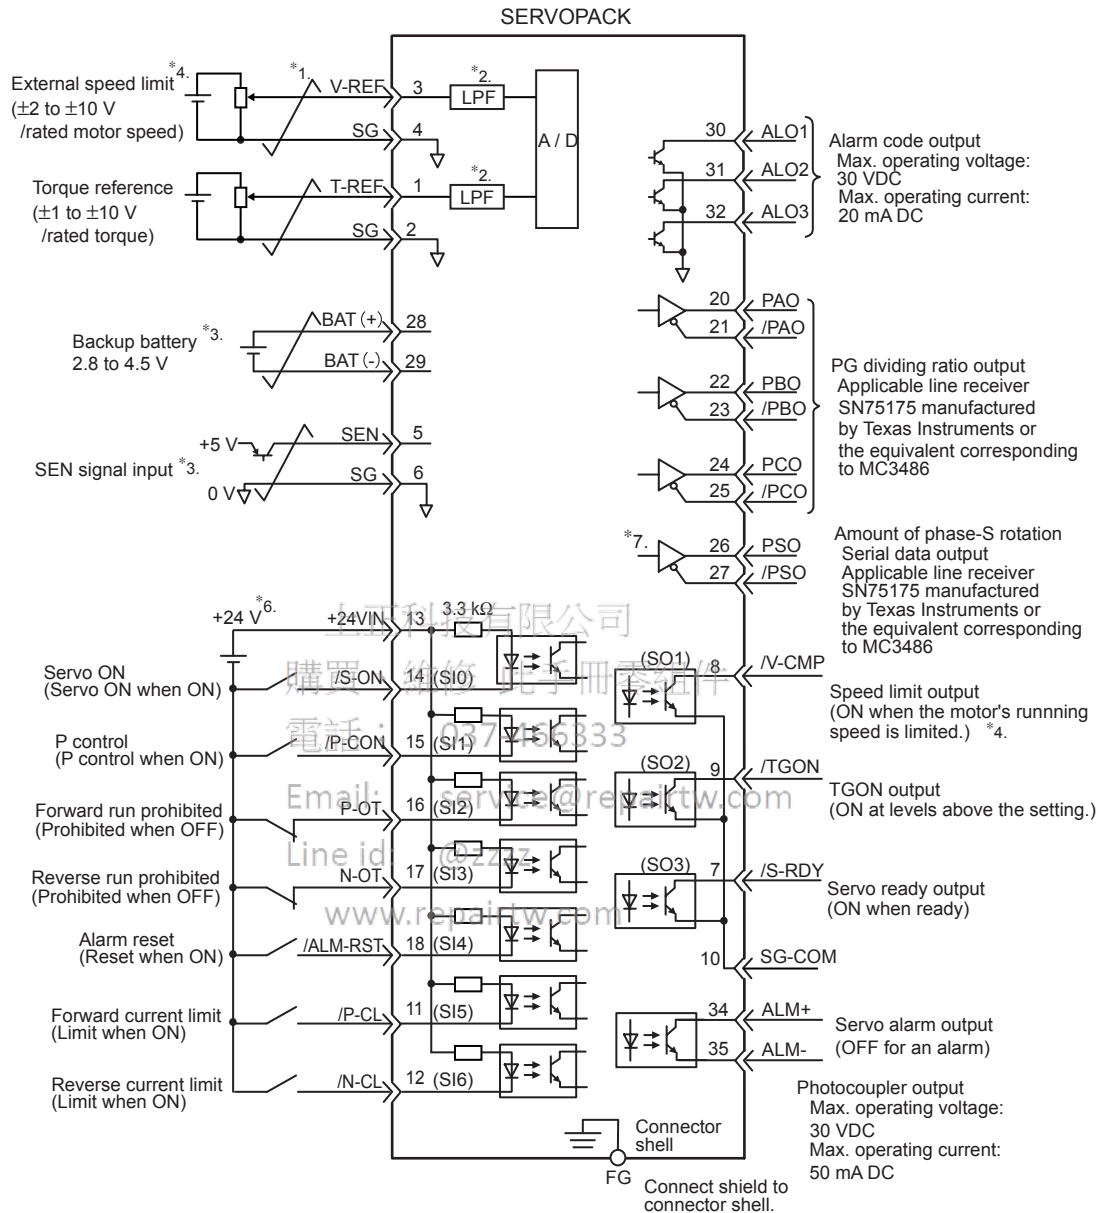 SERVOPACK
External speed limit*4.
(±2 to ±10 V
/rated motor speed)
*1.
V-REF
3
*2.
LPF
SG
4
A / D
Torque reference
(±1 to ±10 V
/rated torque)
T-REF
1
*2.
LPF
SG
2
30
ALO1
31
ALO2
32
ALO3
Alarm code output
Max. operating voltage:
30 VDC
Max. operating current:
20 mA DC
Backup battery *3.
2.8 to 4.5 V
BAT (+)
28
BAT (-)
29
20
PAO
21
/PAO
22
PBO
23
/PBO
24
PCO
25
/PCO
PG dividing ratio output
Applicable line receiver
SN75175 manufactured
by Texas Instruments or
the equivalent corresponding
to MC3486
SEN signal input *3.
+5 V
SEN
5
0 V
SG
6
*7.
26
PSO
27
/PSO
Amount of phase-S rotation
Serial data output
Applicable line receiver
SN75175 manufactured
by Texas Instruments or
the equivalent corresponding
to MC3486
+24 V*6.
+24VIN
13
3.3 kΩ
上正科技有限公司
購買、維修 此手冊零組件
電話： 037-466333
Email: service@repairtw.com
Line id: @zzzz
www.repairtw.com
Servo ON
(Servo ON when ON)
/S-ON
14
(SI0)
P control
(P control when ON)
/P-CON
15
(SI1)
Forward run prohibited
(Prohibited when OFF)
P-OT
16
(SI2)
Reverse run prohibited
(Prohibited when OFF)
N-OT
17
(SI3)
Alarm reset
(Reset when ON)
/ALM-RST
18
(SI4)
Forward current limit
(Limit when ON)
/P-CL
11
(SI5)
Reverse current limit
(Limit when ON)
/N-CL
12
(SI6)
(SO1)
8
/V-CMP
Speed limit output
(ON when the motor's runnning
speed is limited.) *4.
(SO2)
9
/TGON
TGON output
(ON at levels above the setting.)
(SO3)
7
/S-RDY
Servo ready output
(ON when ready)
10
SG-COM
34
ALM+
35
ALM-
Servo alarm output
(OFF for an alarm)
Photocoupler output
Max. operating voltage:
30 VDC
Max. operating current:
50 mA DC
Connector
shell
FG
Connect shield to
connector shell.